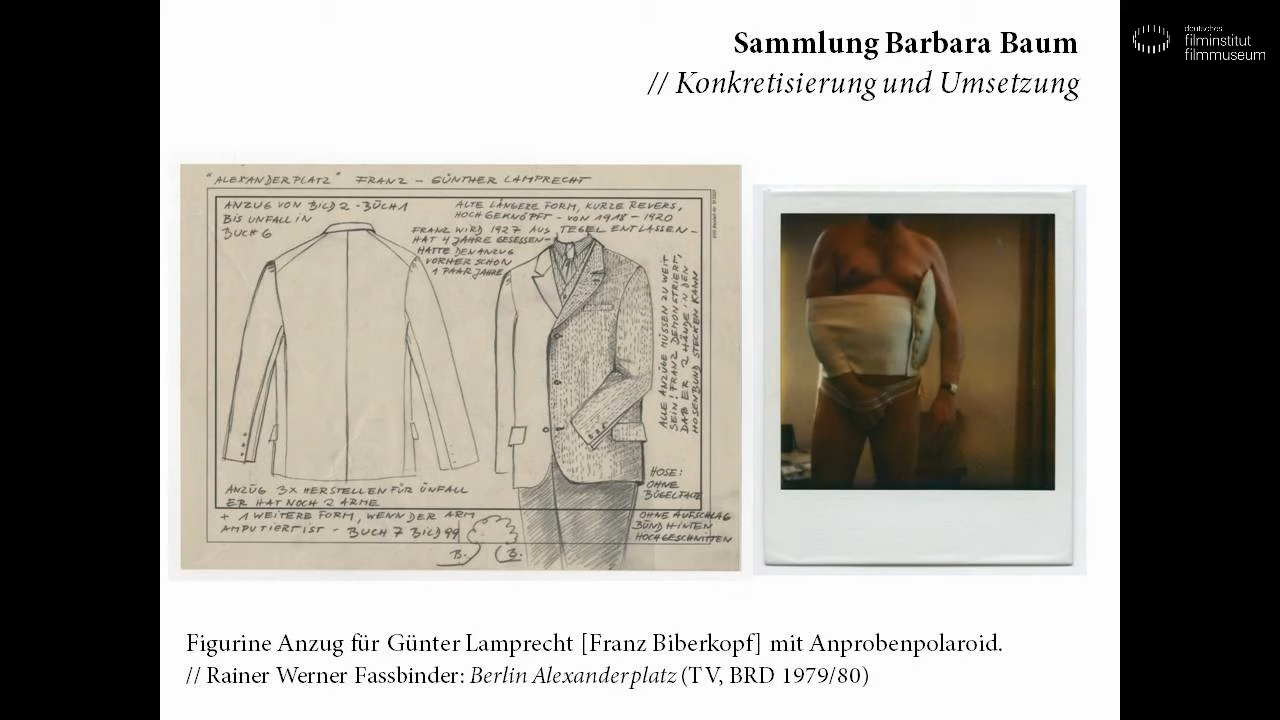 Sammlung Barbara Baum
// Konkretisierung und Umsetzung
deutsches
filminstitut
filmmuseum
"ALEXANDERPLATZ" FRANZ – GÜNTHER LAMPRECHT
ANZUG VON BILD 2 - BUCH 1
BIS UNFALL IN
BUCH 6
ALTE LÄNGERE FORM, KURZE REVERS,
HOCH GEKNÖPFT - VON 1918 - 1920
FRANZ WIRD 1927 AUS TEGEL ENTLASSEN -
HAT 4 JAHRE GESESSEN -
HATTE DEN ANZUG
VORHER SCHON
1 PAAR JAHRE
ALLE ANZÜGE MÜSSEN ZU WEIT
SEIN! FRANZ DEMONSTRIERT,
DAß ER 2 HÄNDE IN DEN
HOSENBUND STECKEN KANN
HOSE:
OHNE
BÜGELFALTE
OHNE AUFSCHLAG
BUND HINTEN
HOCHGESCHNITTEN
ANZUG 3X HERSTELLEN FÜR UNFALL
ER HAT NOCH 2 ARME
+ 1 WEITERE FORM, WENN DER ARM
AMPUTIERT IST - BUCH 7 BILD 99
B. B.
Figurine Anzug für Günter Lamprecht [Franz Biberkopf] mit Anprobenpolaroid.
// Rainer Werner Fassbinder: Berlin Alexanderplatz (TV, BRD 1979/80)